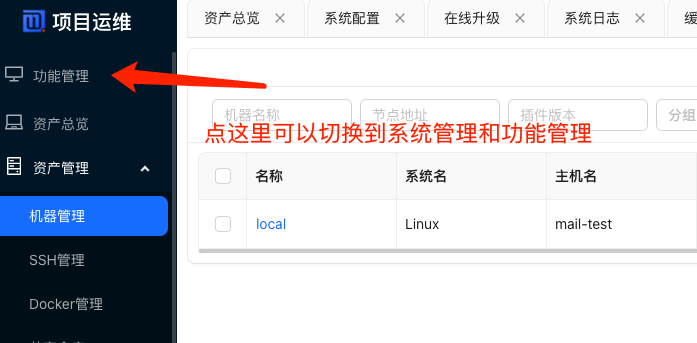 项目运维
资产总览 系统配置 在线升级 系统日志
功能管理
资产总览
机器名称 节点地址 插件版本 分组
点这里可以切换到系统管理和功能管理
资产管理
名称 系统名 主机名
机器管理
local Linux mail-test
SSH管理
Docker管理